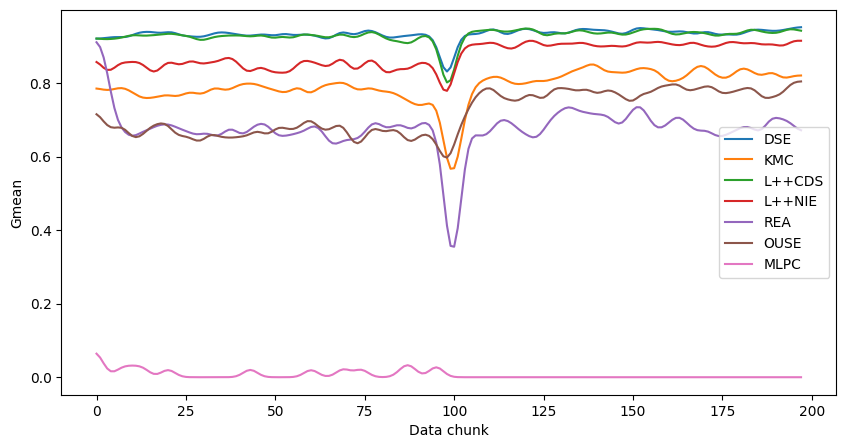 Gmean
0.8
0.6
0.4
0.2
0.0
0
25
50
75
100
125
150
175
200
Data chunk
DSE
KMC
L++CDS
L++NIE
REA
OUSE
MLPC